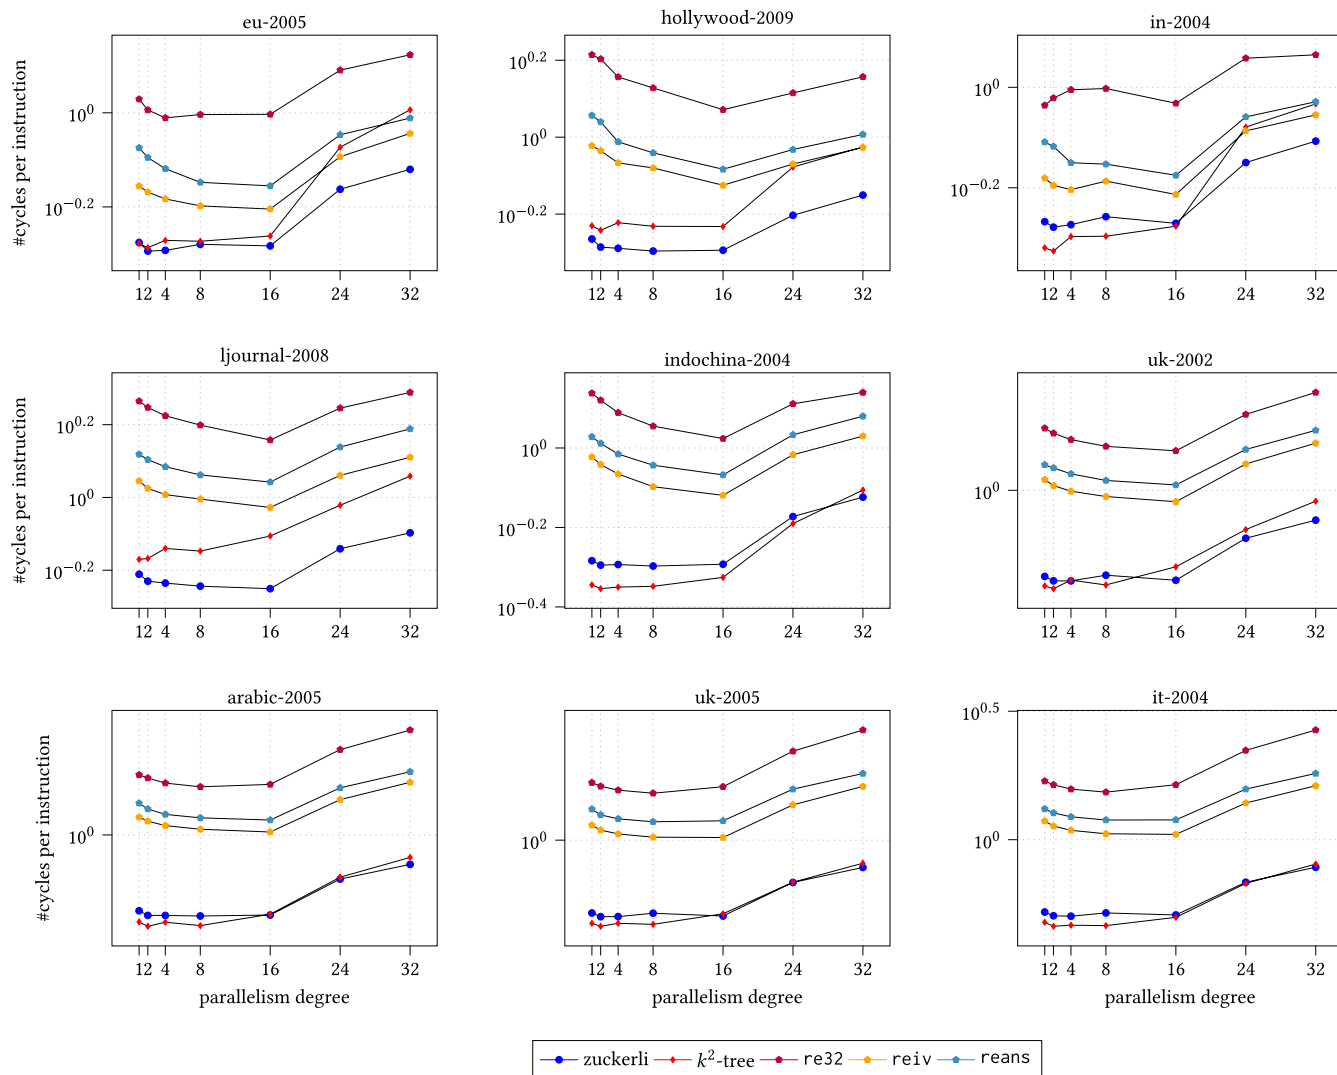 eu-2005
hollywood-2009
in-2004
#cycles per instruction
10^0
10^−0.2
1 2 4 8 16 24 32
10^0.2
10^0
10^−0.2
1 2 4 8 16 24 32
10^0
10^−0.2
1 2 4 8 16 24 32
ljournal-2008
indochina-2004
uk-2002
#cycles per instruction
10^0.2
10^0
10^−0.2
1 2 4 8 16 24 32
10^0
10^−0.2
10^−0.4
1 2 4 8 16 24 32
10^0
1 2 4 8 16 24 32
arabic-2005
uk-2005
it-2004
#cycles per instruction
10^0
1 2 4 8 16 24 32
parallelism degree
10^0
1 2 4 8 16 24 32
parallelism degree
10^0.5
10^0
1 2 4 8 16 24 32
parallelism degree
zuckerli k²-tree re32 reiv reans